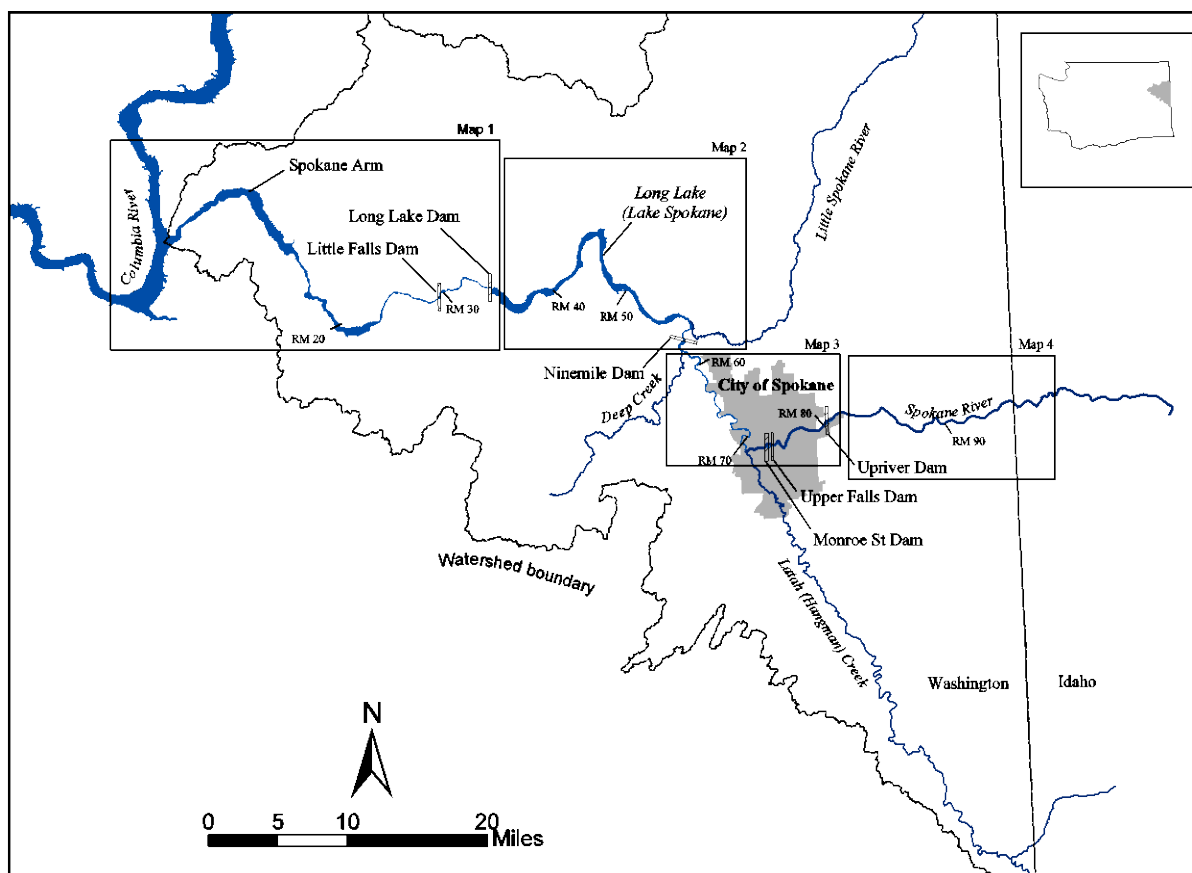 Map 1
Map 2
Columbia River
Spokane Arm
Long Lake Dam
Little Falls Dam
Long Lake
(Lake Spokane)
Little Spokane River
RM 20
RM 30
RM 40
RM 50
Ninemile Dam
Deep Creek
RM 60
Map 3
Map 4
City of Spokane
RM 70
RM 80
Spokane River
RM 90
Upriver Dam
Upper Falls Dam
Monroe St Dam
Watershed boundary
Latah (Hangman) Creek
Washington
Idaho
N
0 5 10 20
Miles